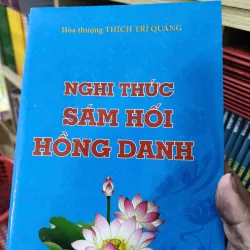 Hòa thượng THÍCH TRÍ QUẢNG
NGHI THỨC
SÁM HỐI
HỒNG DANH